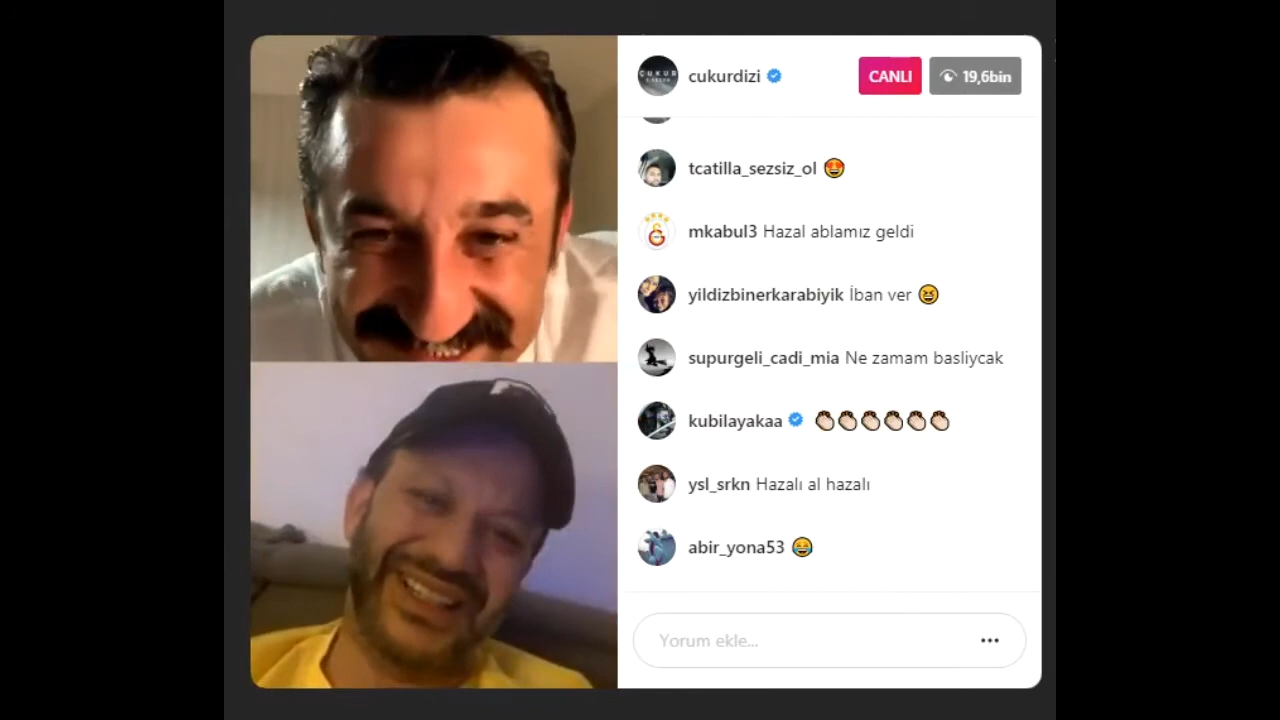 cukurdizi
CANLI
19,6bin
tcatilla_sezsiz_ol 🤩
mkabul3 Hazal ablamız geldi
yildizbinerkarabiyik İban ver 😆
supurgeli_cadi_mia Ne zamam basliycak
kubilayakaa 👏🏻👏🏻👏🏻👏🏻👏🏻👏🏻
ysl_srkn Hazalı al hazalı
abir_yona53 😂
Yorum ekle...